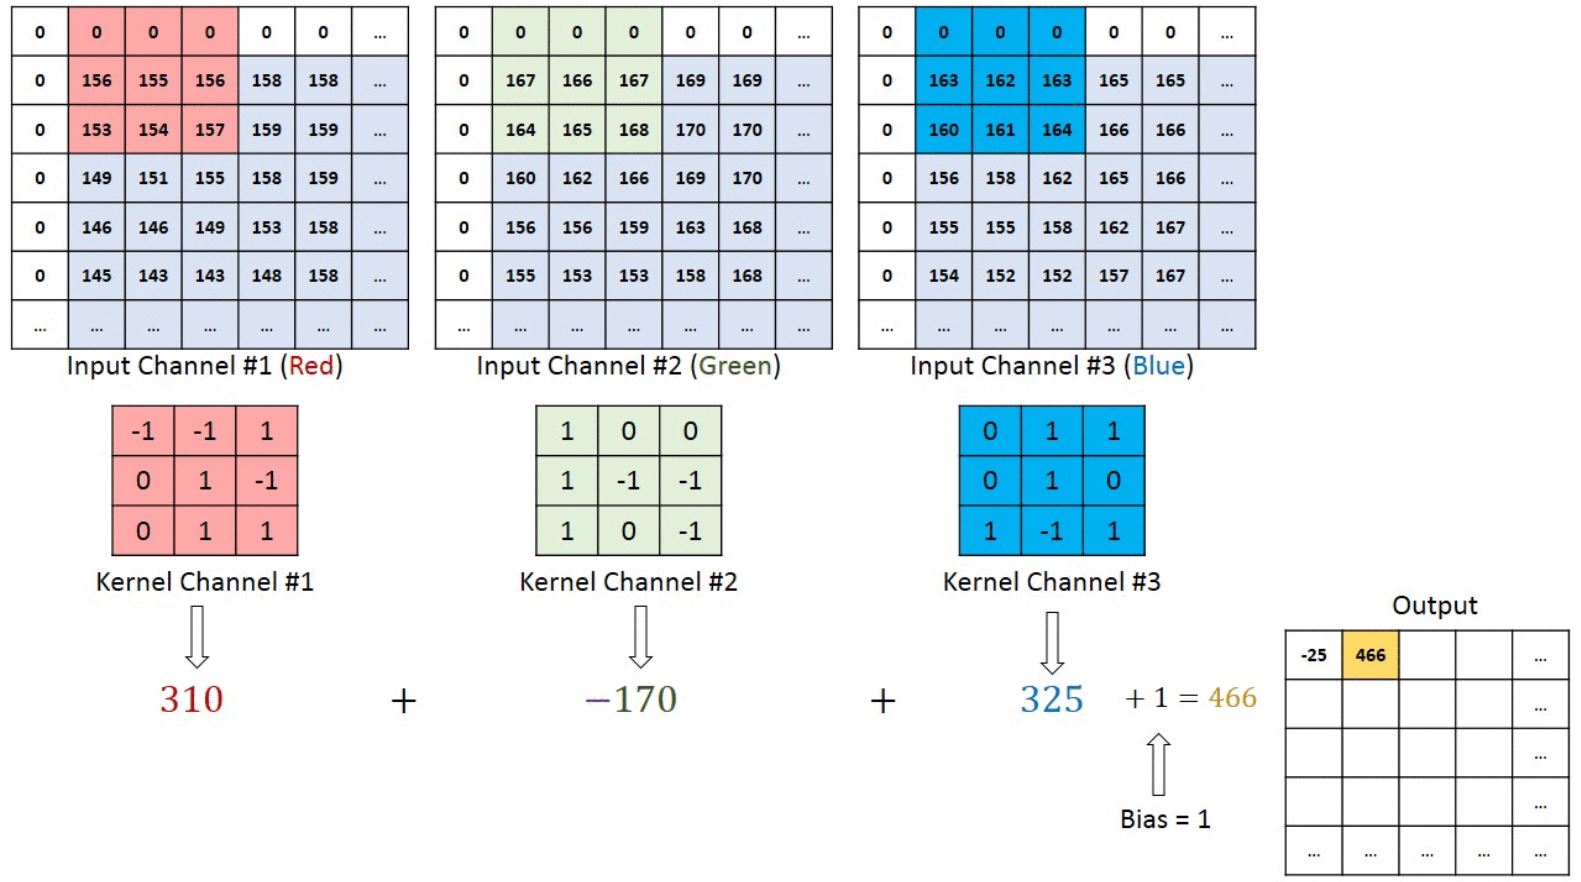 0 0 0 0 0 0 ... 0 0 0 0 0 0 ... 0 0 0 0 0 0 ...
0 156 155 156 158 158 ... 0 167 166 167 169 169 ... 0 163 162 163 165 165 ...
0 153 154 157 159 159 ... 0 164 165 168 170 170 ... 0 160 161 164 166 166 ...
0 149 151 155 158 159 ... 0 160 162 166 169 170 ... 0 156 158 162 165 166 ...
0 146 146 149 153 158 ... 0 156 156 159 163 168 ... 0 155 155 158 162 167 ...
0 145 143 143 148 158 ... 0 155 153 153 158 168 ... 0 154 152 152 157 167 ...
... ... ... ... ... ... ... ... ... ... ... ... ... ... ... ... ... ... ... ... ...
Input Channel #1 (Red) Input Channel #2 (Green) Input Channel #3 (Blue)
-1 -1 1 1 0 0 0 1 1
0 1 -1 1 -1 -1 0 1 0
0 1 1 1 0 -1 1 -1 1
Kernel Channel #1 Kernel Channel #2 Kernel Channel #3
Output
-25 466 ...
310 + −170 + 325 + 1 = 466 ...
...
Bias = 1 ...
... ... ... ... ...